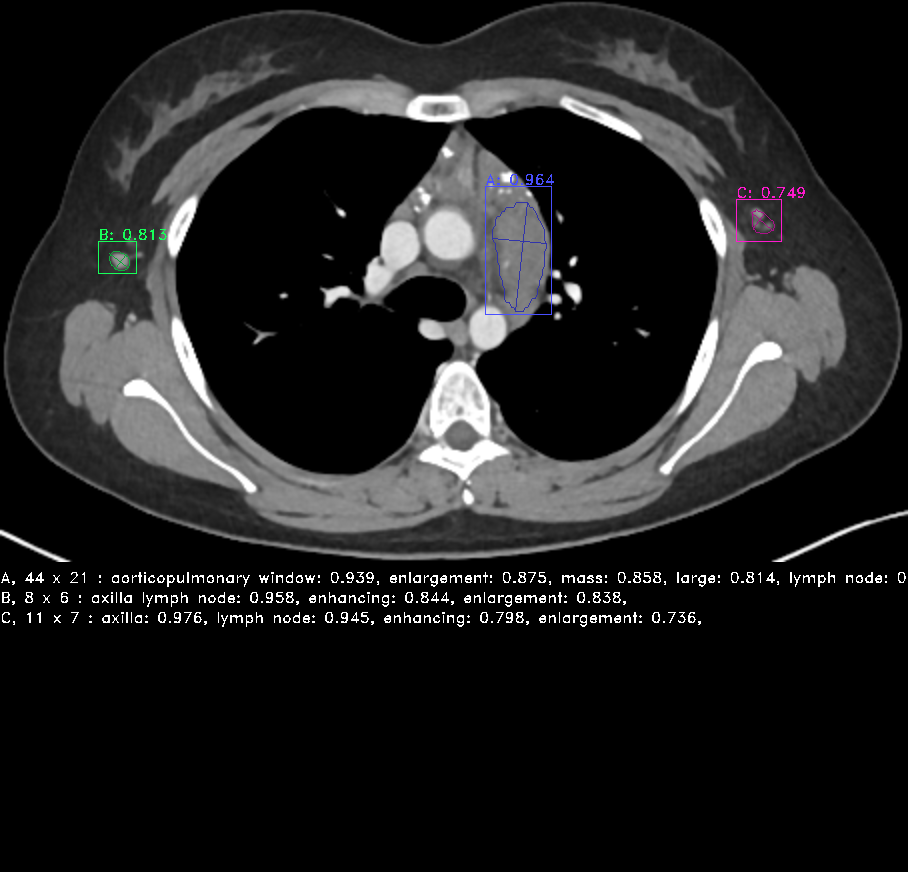 A: 0.964
C: 0.749
B: 0.813
A, 44 x 21 : aorticopulmonary window: 0.939, enlargement: 0.875, mass: 0.858, large: 0.814, lymph node: 0
B, 8 x 6 : axilla lymph node: 0.958, enhancing: 0.844, enlargement: 0.838,
C, 11 x 7 : axilla: 0.976, lymph node: 0.945, enhancing: 0.798, enlargement: 0.736,